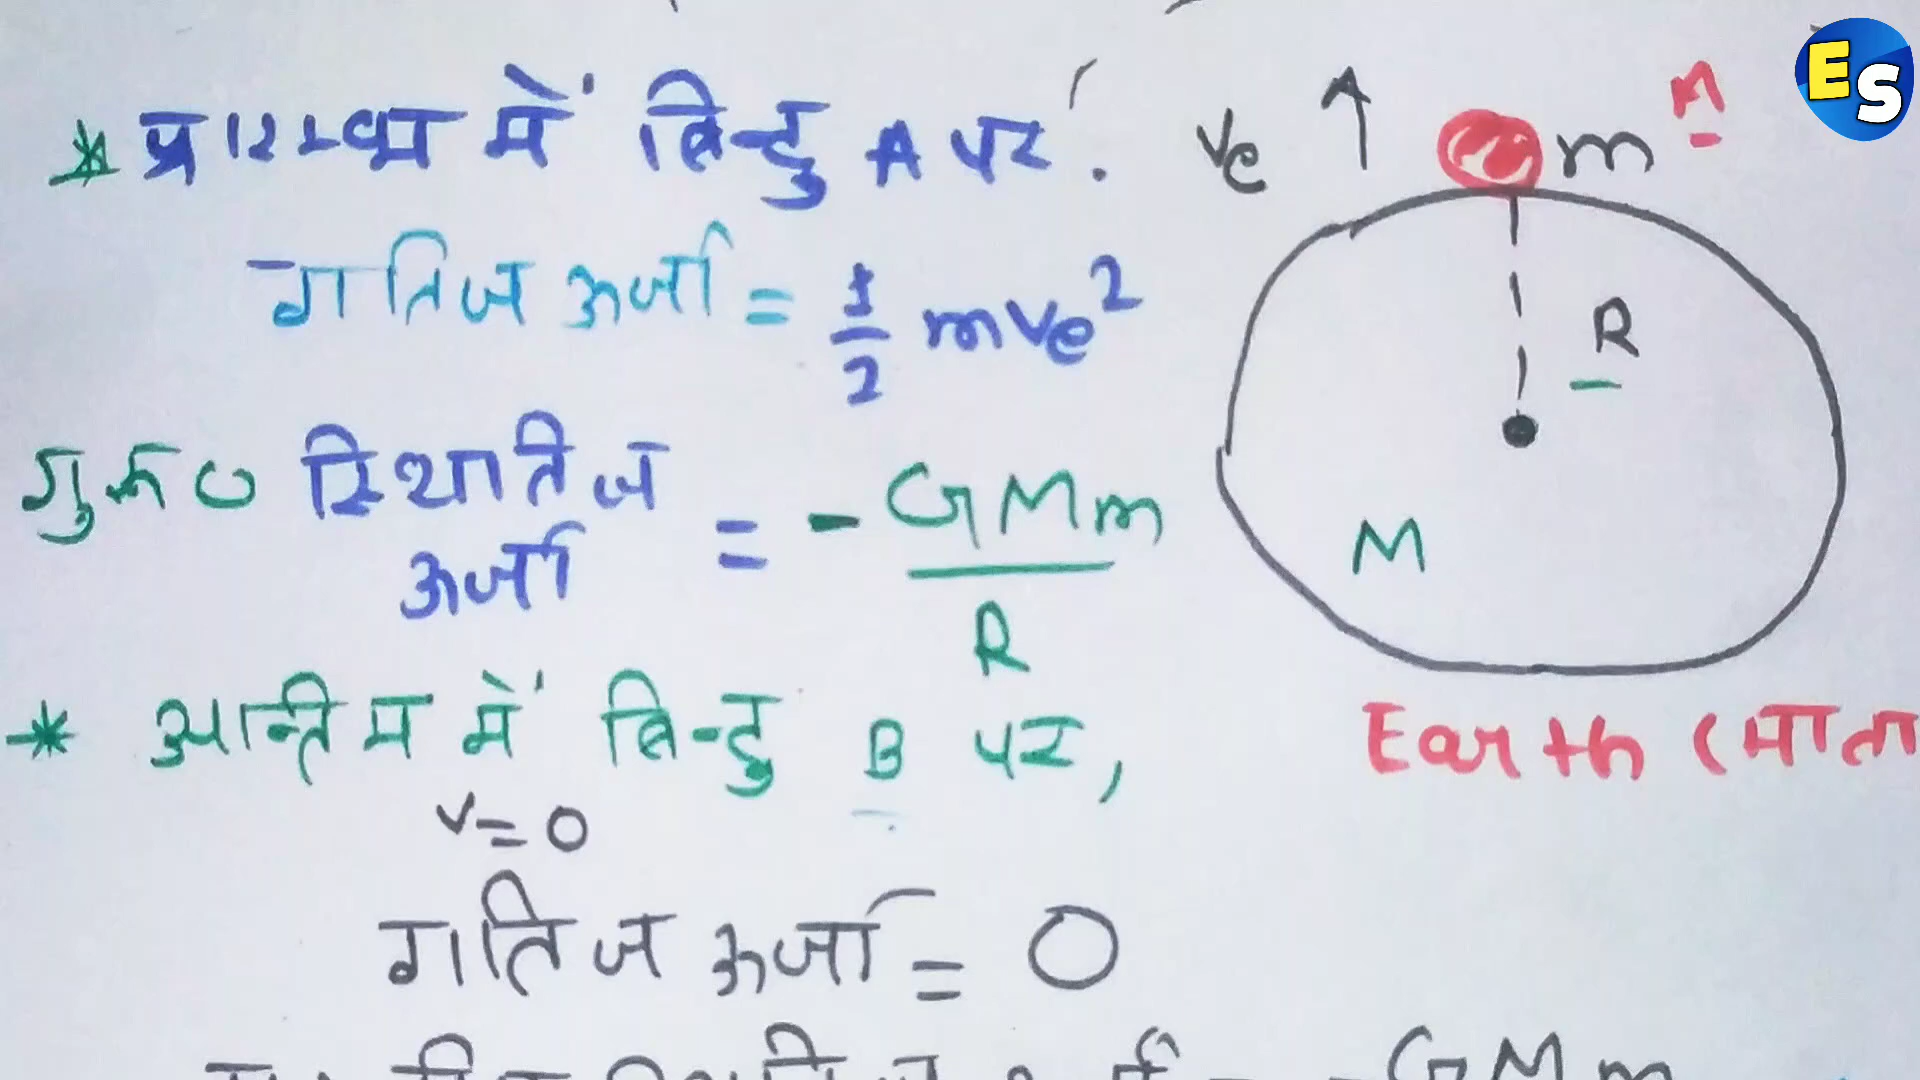 * प्रारम्भ में बिन्दु A पर.
गतिज ऊर्जा = 1/2 mve²
गुरु० स्थितिज ऊर्जा = - GMm/R
* अन्तिम में बिन्दु B पर,
v = 0
गतिज ऊर्जा = 0
GMm
ve
m
A
R
M
Earth (माता
ES